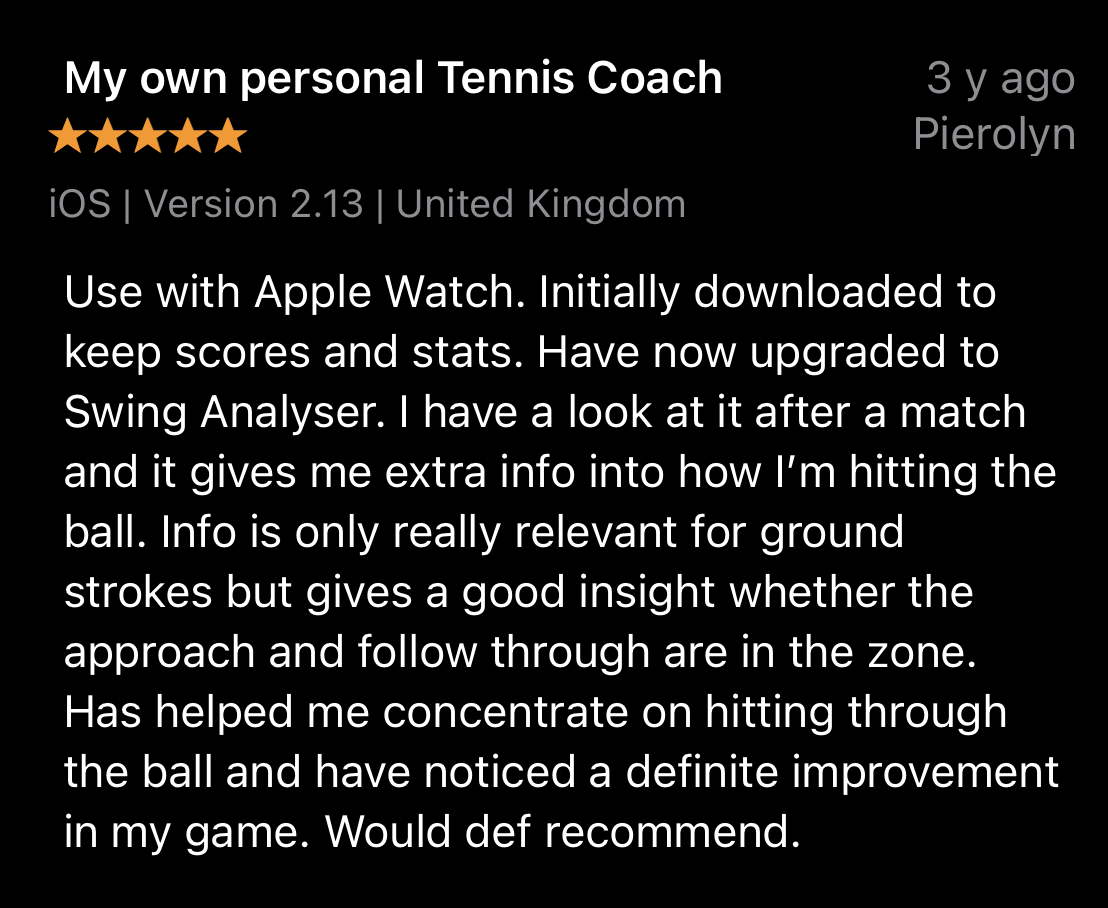 My own personal Tennis Coach
3 y ago
★★★★★
Pierolyn
iOS | Version 2.13 | United Kingdom
Use with Apple Watch. Initially downloaded to
keep scores and stats. Have now upgraded to
Swing Analyser. I have a look at it after a match
and it gives me extra info into how I’m hitting the
ball. Info is only really relevant for ground
strokes but gives a good insight whether the
approach and follow through are in the zone.
Has helped me concentrate on hitting through
the ball and have noticed a definite improvement
in my game. Would def recommend.